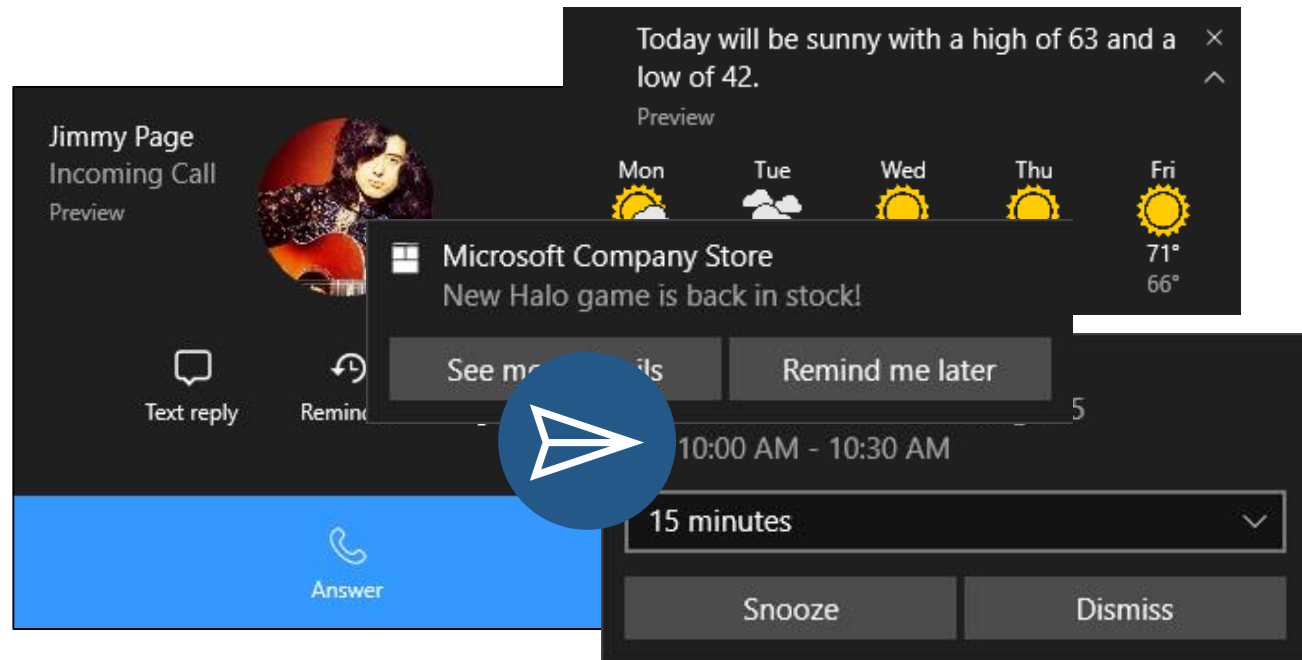 Today will be sunny with a high of 63 and a
low of 42.
Preview
Mon Tue Wed Thu Fri
71°
66°
Jimmy Page
Incoming Call
Preview
Text reply
Answer
Microsoft Company Store
New Halo game is back in stock!
See
Remind me later
10:00 AM - 10:30 AM
15 minutes
Snooze Dismiss